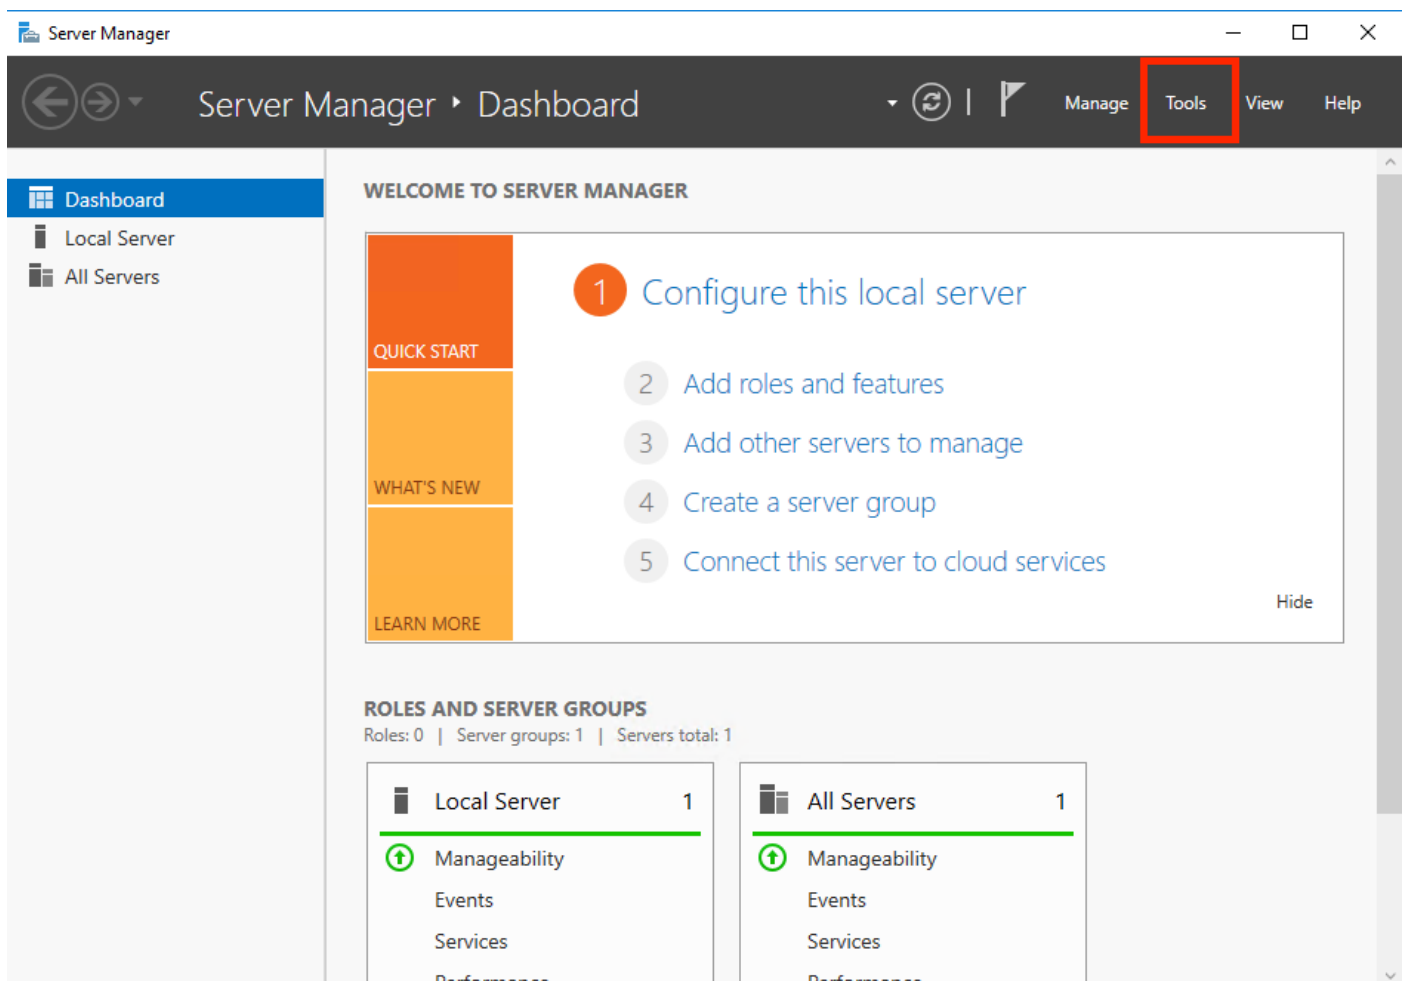 Server Manager
Server Manager ‣ Dashboard
Manage Tools View Help
Dashboard
Local Server
All Servers
WELCOME TO SERVER MANAGER
QUICK START
WHAT'S NEW
LEARN MORE
1 Configure this local server
2 Add roles and features
3 Add other servers to manage
4 Create a server group
5 Connect this server to cloud services
Hide
ROLES AND SERVER GROUPS
Roles: 0 | Server groups: 1 | Servers total: 1
Local Server 1
Manageability
Events
Services
Performance
All Servers 1
Manageability
Events
Services
Performance